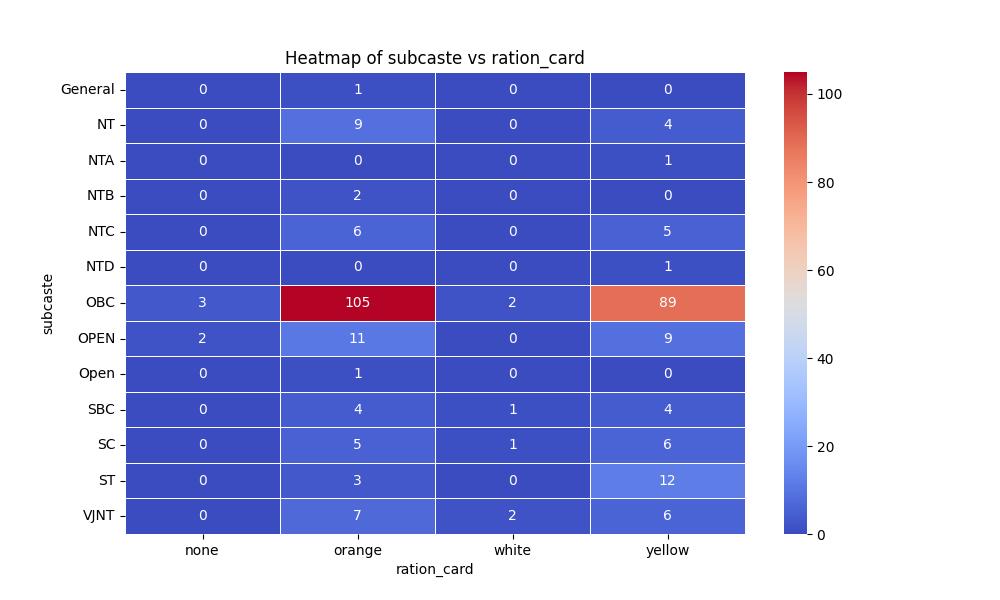 Heatmap of subcaste vs ration_card
General 0 1 0 0
NT 0 9 0 4
NTA 0 0 0 1
NTB 0 2 0 0
NTC 0 6 0 5
NTD 0 0 0 1
OBC 3 105 2 89
OPEN 2 11 0 9
Open 0 1 0 0
SBC 0 4 1 4
SC 0 5 1 6
ST 0 3 0 12
VJNT 0 7 2 6
none orange white yellow
ration_card
subcaste
100
80
60
40
20
0